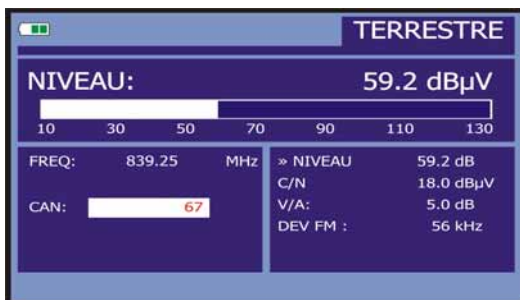 TERRESTRE
NIVEAU: 59.2 dBµV
10 30 50 70 90 110 130
FREQ: 839.25 MHz
CAN: 67
» NIVEAU 59.2 dB
C/N 18.0 dBµV
V/A: 5.0 dB
DEV FM : 56 kHz